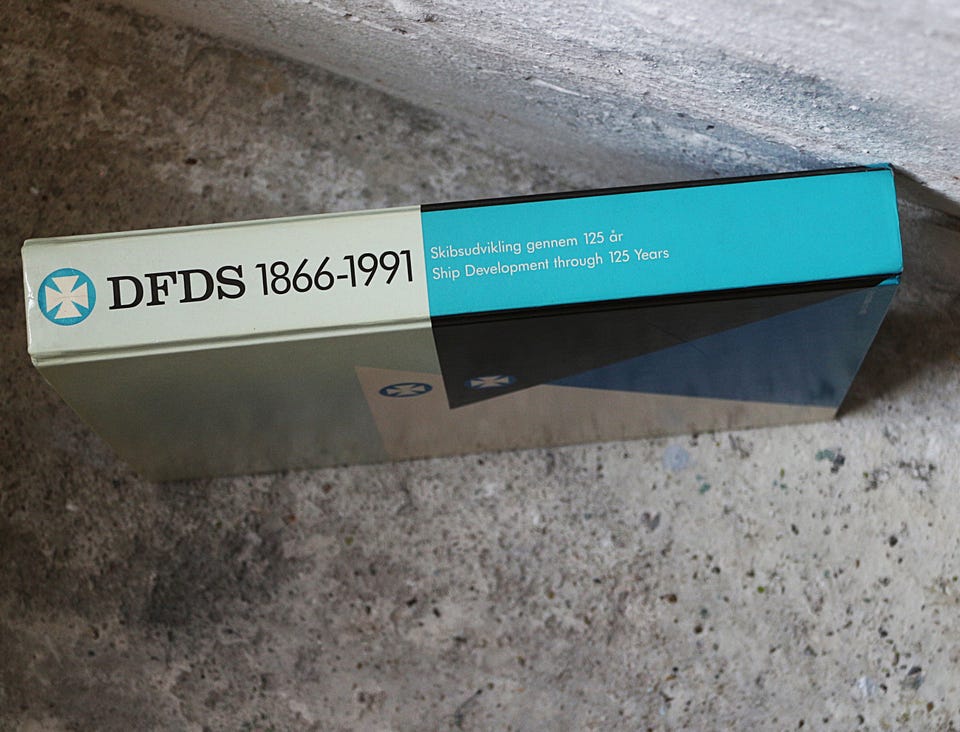 DFDS 1866-1991
Skibsudvikling gennem 125 år
Ship Development through 125 Years